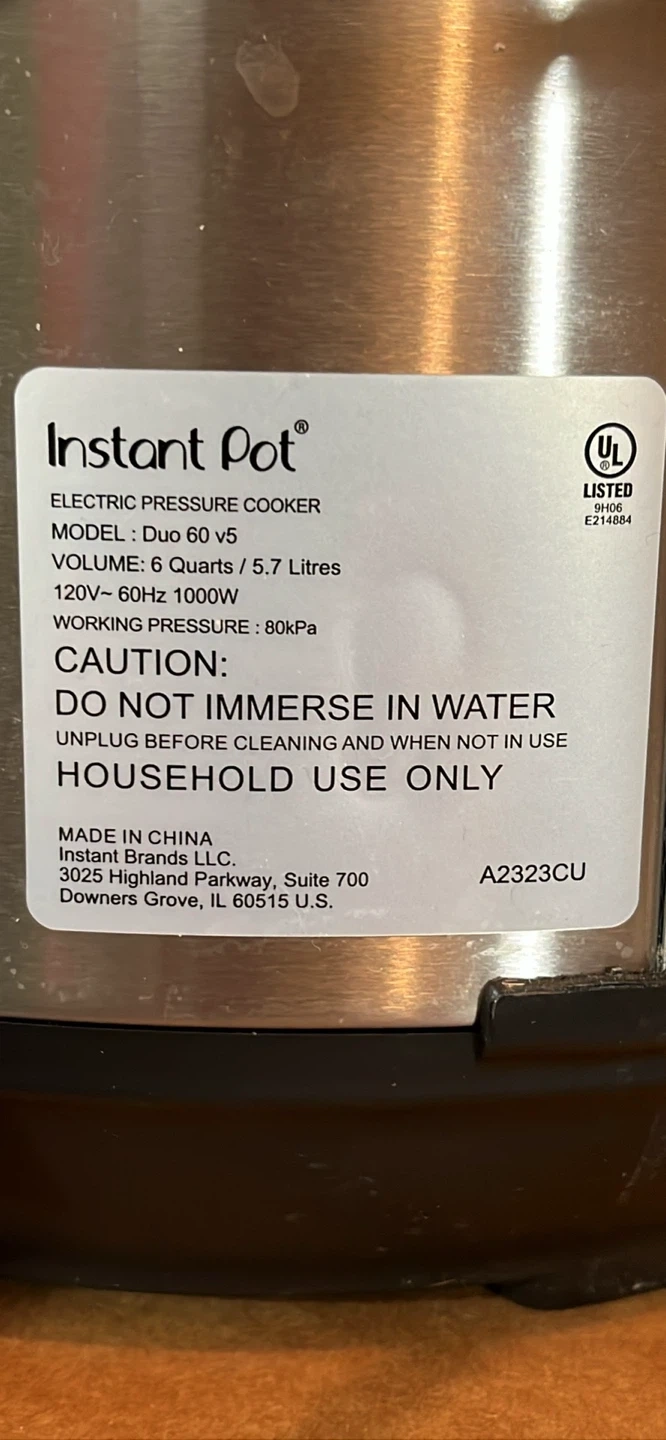 Instant Pot®
UL®
LISTED
9H06
E214884
ELECTRIC PRESSURE COOKER
MODEL : Duo 60 v5
VOLUME: 6 Quarts / 5.7 Litres
120V~ 60Hz 1000W
WORKING PRESSURE : 80kPa
CAUTION:
DO NOT IMMERSE IN WATER
UNPLUG BEFORE CLEANING AND WHEN NOT IN USE
HOUSEHOLD USE ONLY
MADE IN CHINA
Instant Brands LLC.
3025 Highland Parkway, Suite 700
Downers Grove, IL 60515 U.S.
A2323CU